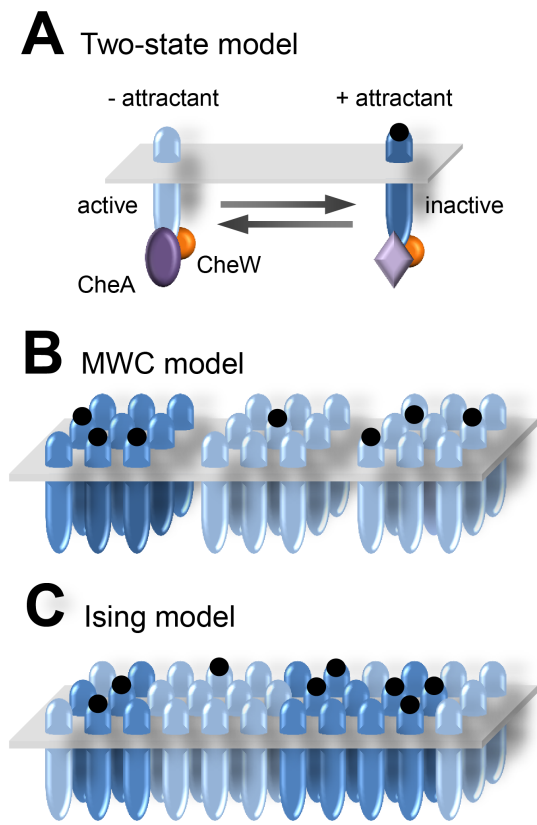 A Two-state model
- attractant + attractant
active inactive
CheW
CheA
B MWC model
C Ising model